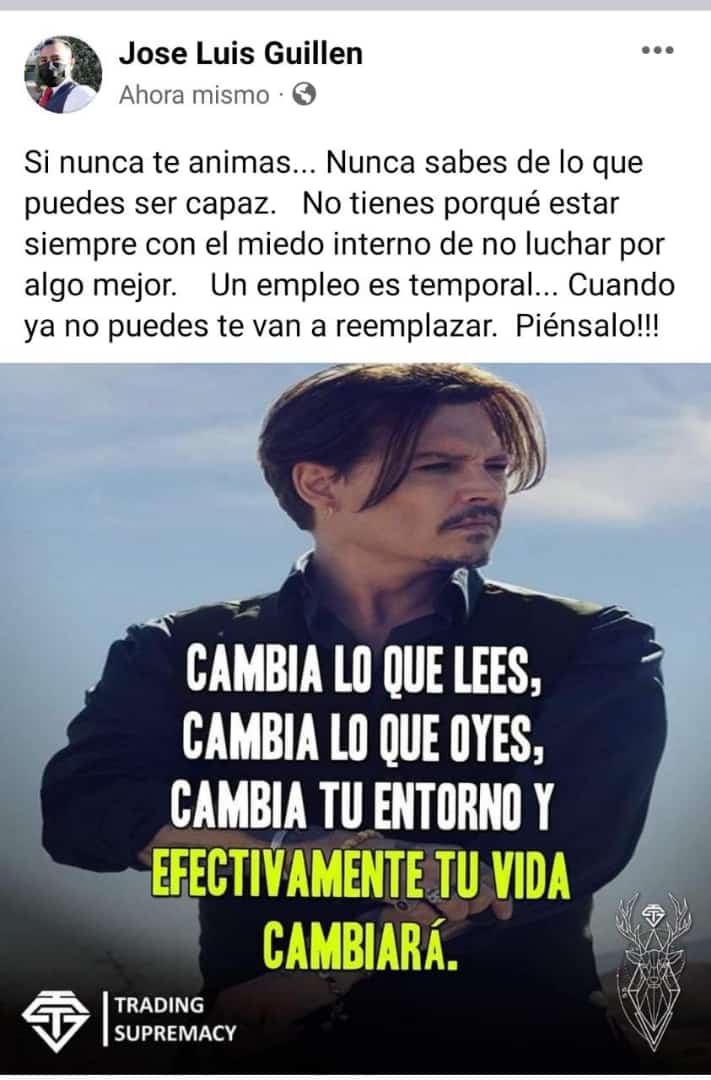 Jose Luis Guillen
Ahora mismo ·
Si nunca te animas... Nunca sabes de lo que
puedes ser capaz.   No tienes porqué estar
siempre con el miedo interno de no luchar por
algo mejor.    Un empleo es temporal... Cuando
ya no puedes te van a reemplazar.  Piénsalo!!!
CAMBIA LO QUE LEES,
CAMBIA LO QUE OYES,
CAMBIA TU ENTORNO Y
EFECTIVAMENTE TU VIDA
CAMBIARÁ.
TRADING
SUPREMACY